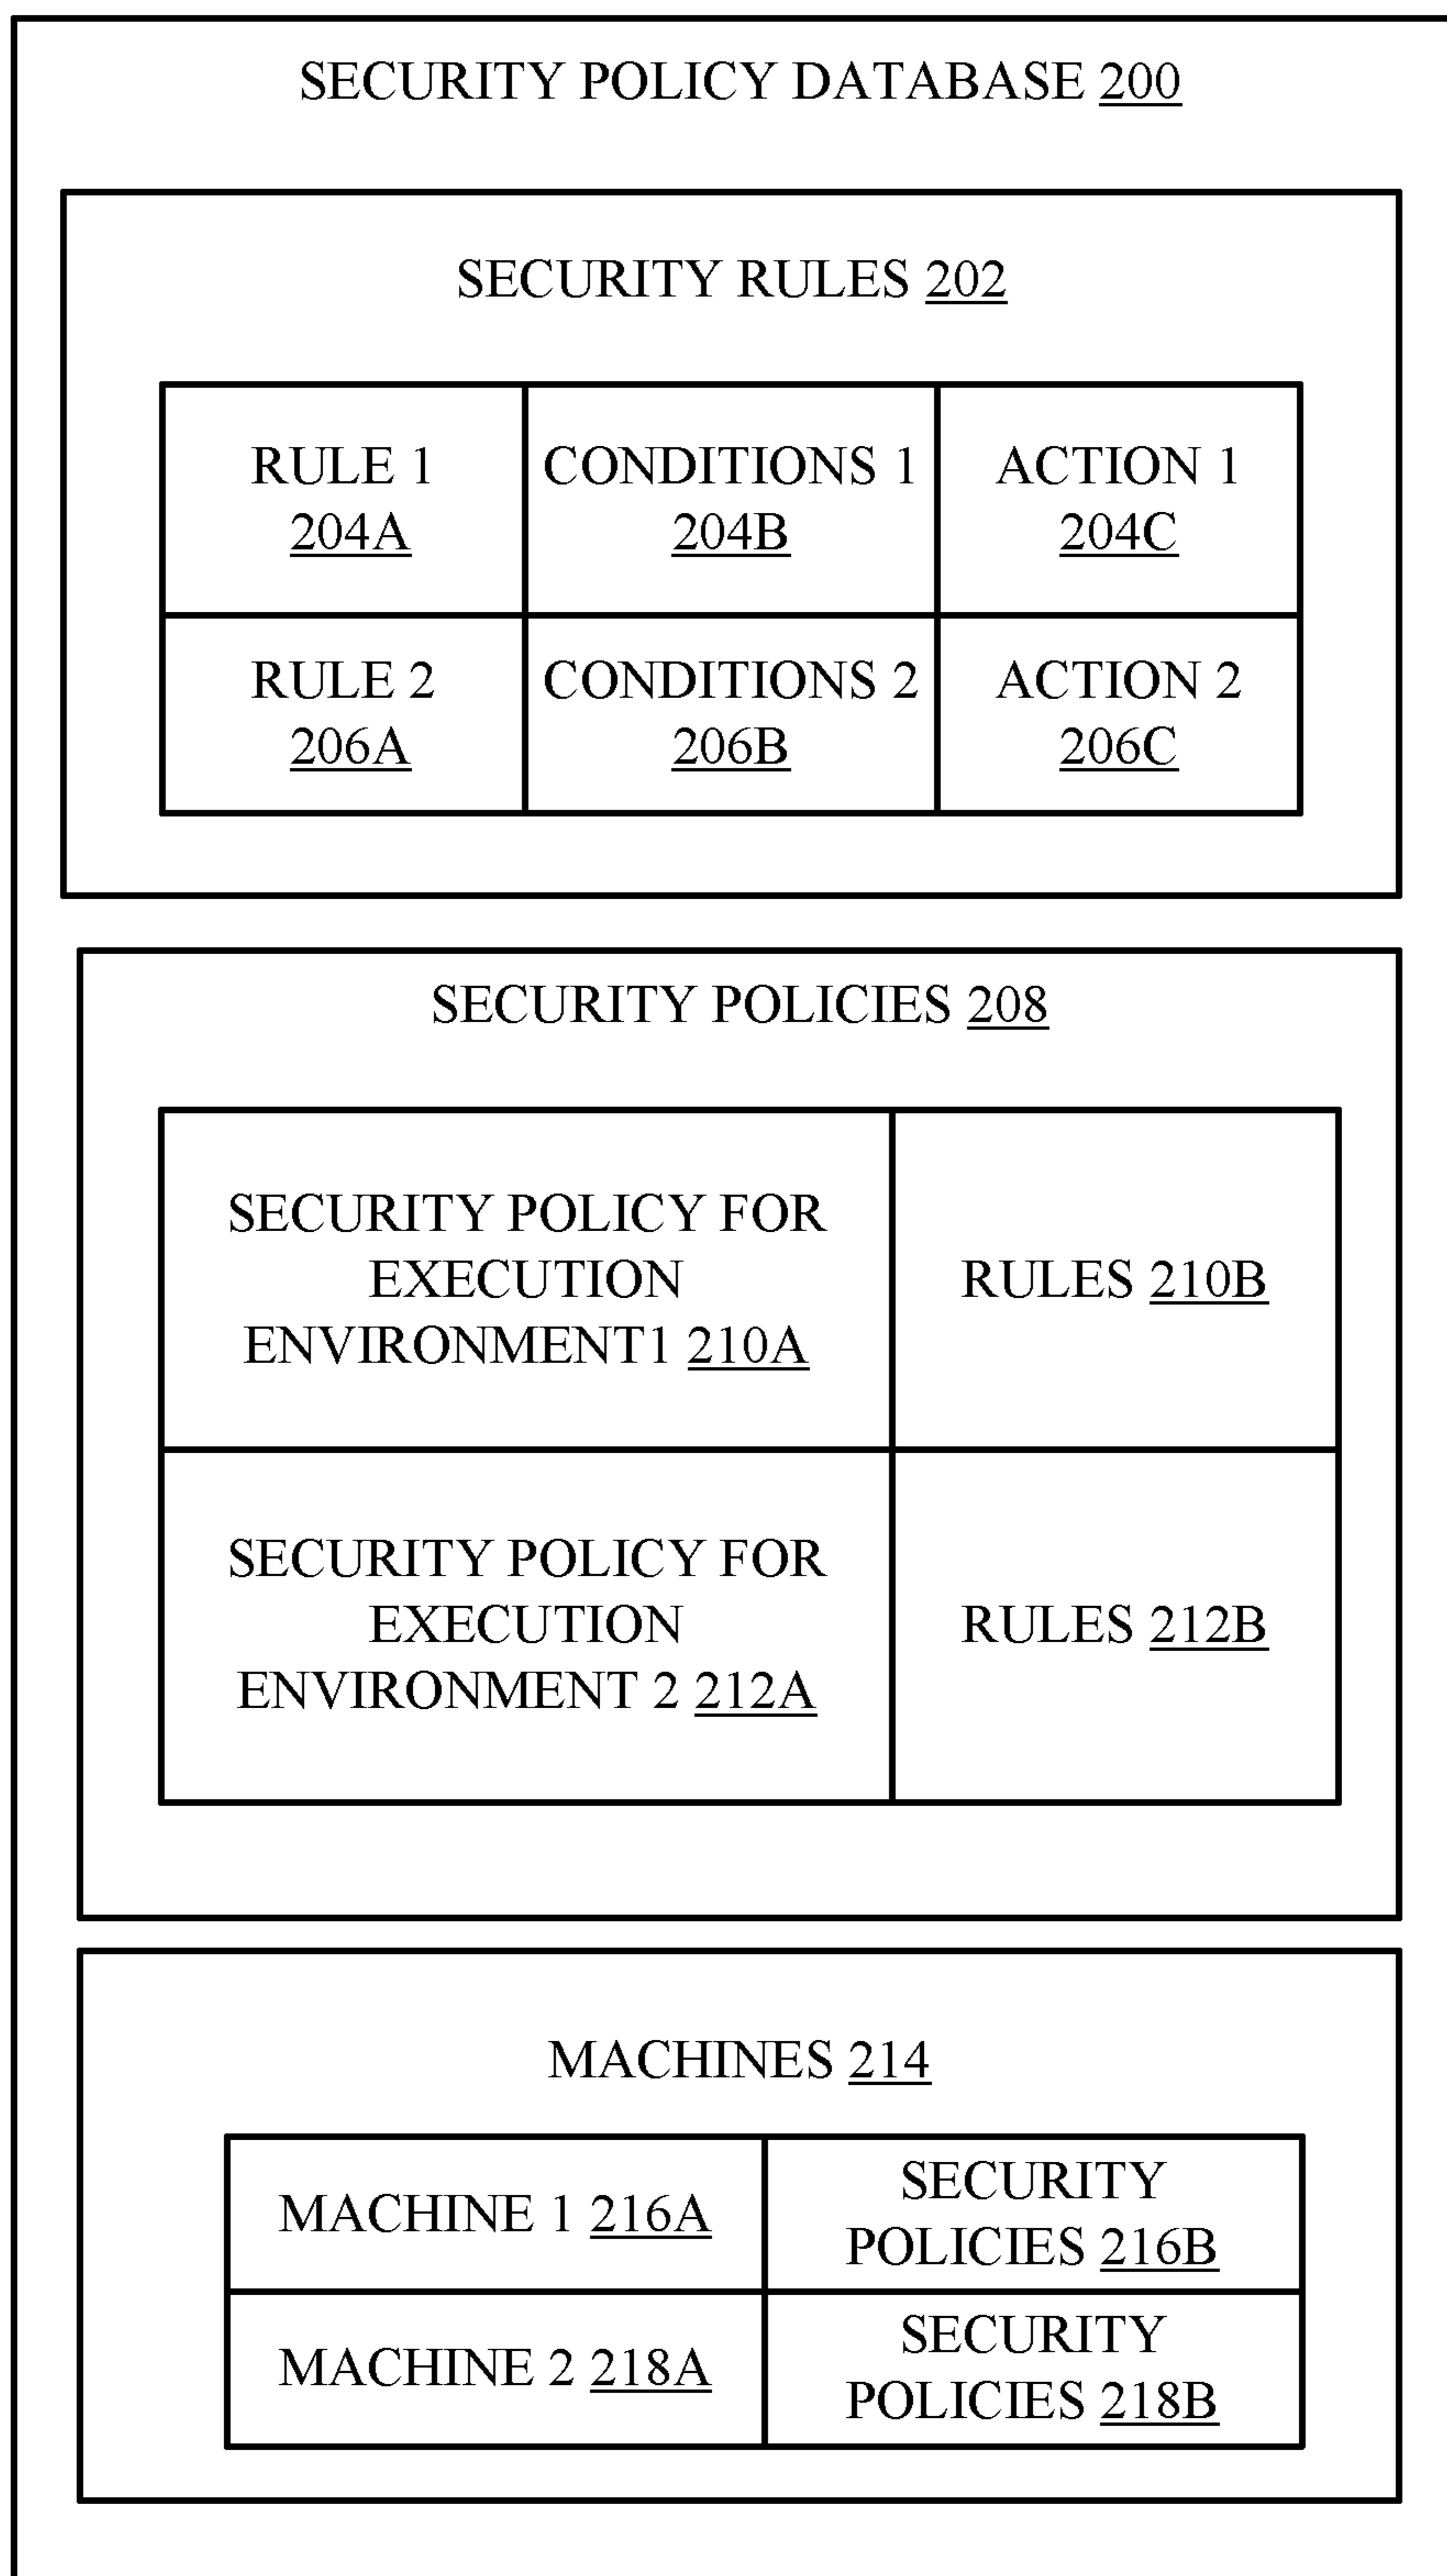 SECURITY POLICY DATABASE 200
SECURITY RULES 202
RULE 1
204A
CONDITIONS 1
204B
ACTION 1
204C
RULE 2
206A
CONDITIONS 2
206B
ACTION 2
206C
SECURITY POLICIES 208
SECURITY POLICY FOR
EXECUTION
ENVIRONMENT1 210A
RULES 210B
SECURITY POLICY FOR
EXECUTION
ENVIRONMENT 2 212A
RULES 212B
MACHINES 214
MACHINE 1 216A
SECURITY
POLICIES 216B
MACHINE 2 218A
SECURITY
POLICIES 218B